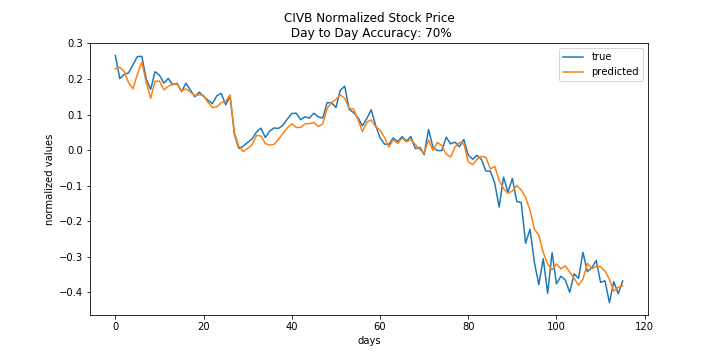 CIVB Normalized Stock Price
Day to Day Accuracy: 70%
true
predicted
normalized values
0.3
0.2
0.1
0.0
−0.1
−0.2
−0.3
−0.4
0
20
40
60
80
100
120
days